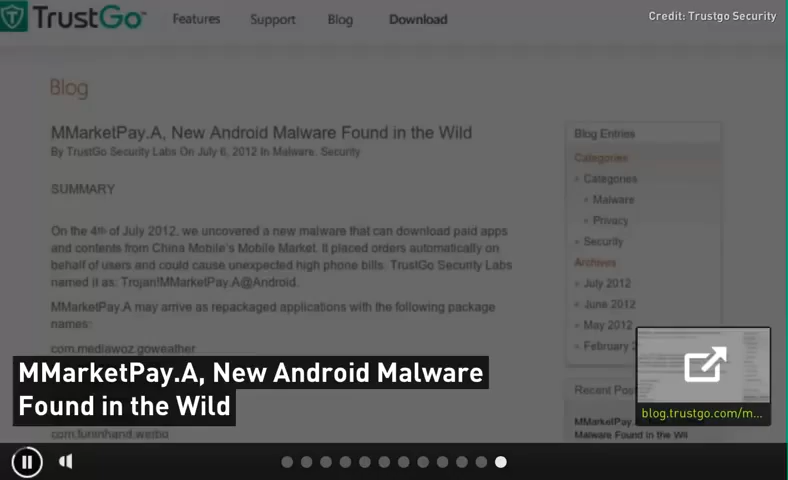 TrustGo™ Features Support Blog Download
Credit: Trustgo Security
Blog
MMarketPay.A, New Android Malware Found in the Wild
By TrustGo Security Labs On July 6, 2012 In Malware, Security
SUMMARY
On the 4th of July 2012, we uncovered a new malware that can download paid apps
and contents from China Mobile's Mobile Market. It placed orders automatically on
behalf of users and could cause unexpected high phone bills. TrustGo Security Labs
named it as: Trojan!MMarketPay.A@Android.
MMarketPay.A may arrive as repackaged applications with the following package
names:
com.mediawoz.goweather
Blog Entries
Categories
Categories
Malware
Privacy
Security
Archives
July 2012
June 2012
May 2012
February
Recent Pos
MMarketPay.A
Malware Found in the Wil
MMarketPay.A, New Android Malware
Found in the Wild
blog.trustgo.com/m...